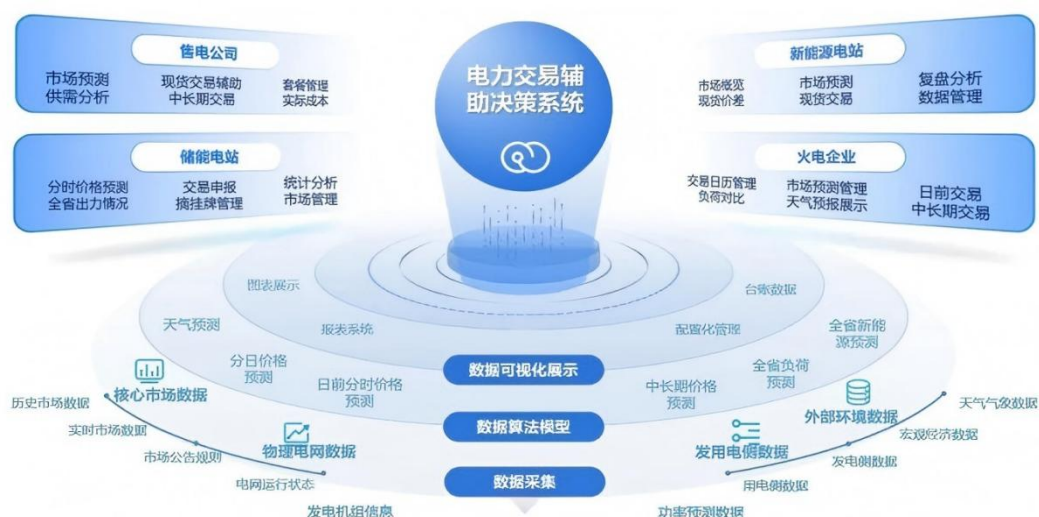 售电公司
市场预测
供需分析
现货交易辅助
中长期交易
套餐管理
实际成本
储能电站
分时价格预测
全省出力情况
交易申报
摘挂牌管理
统计分析
市场管理
电力交易辅
助决策系统
新能源电站
市场概览
现货价差
市场预测
现货交易
复盘分析
数据管理
火电企业
交易日历管理
负荷对比
市场预测管理
天气预报展示
日前交易
中长期交易
图表展示
台账数据
报表系统
配置化管理
数据可视化展示
天气预测
全省新能
源预测
分日价格
预测
日前分时价格
预测
中长期价格
预测
全省负荷
预测
数据算法模型
核心市场数据
历史市场数据
实时市场数据
市场公告规则
物理电网数据
电网运行状态
发电机组信息
数据采集
发用电侧数据
功率预测数据
用电侧数据
发电侧数据
外部环境数据
宏观经济数据
天气气象数据